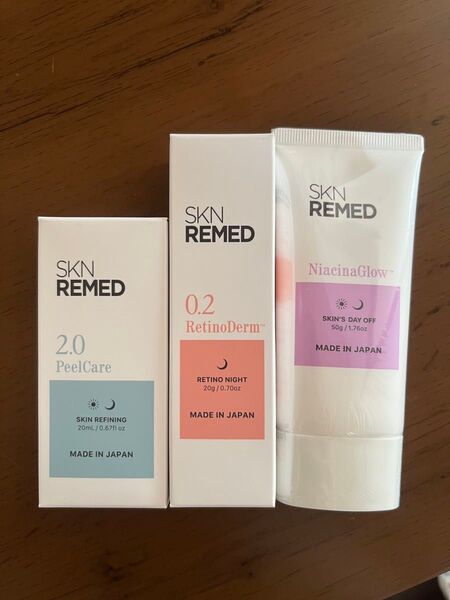 SKN
REMED
2.0
PeelCare
SKIN REFINING
20mL / 0.67fl oz
MADE IN JAPAN
SKN
REMED
0.2
RetinoDerm™
RETINO NIGHT
20g / 0.70oz
MADE IN JAPAN
SKN
REMED
NiacinaGlow™
SKIN'S DAY OFF
50g / 1.76oz
MADE IN JAPAN